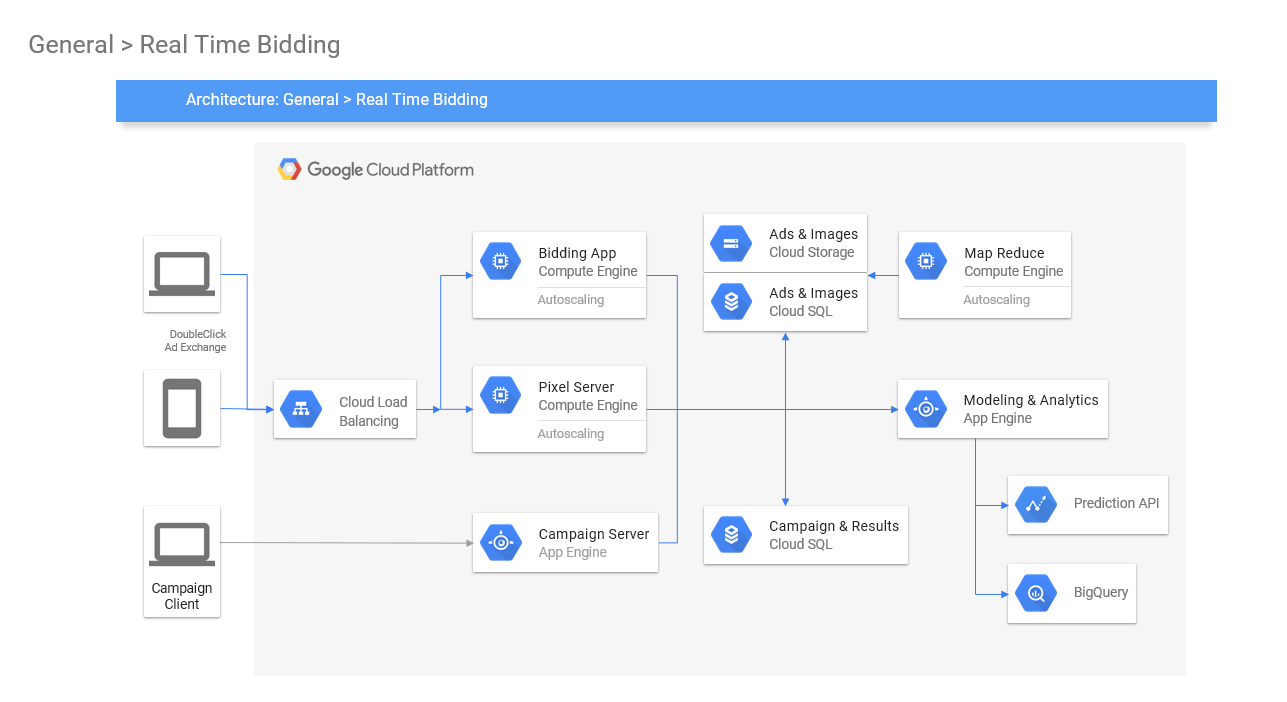 General > Real Time Bidding
Architecture: General > Real Time Bidding
Google Cloud Platform
DoubleClick
Ad Exchange
Campaign
Client
Cloud Load
Balancing
Bidding App
Compute Engine
Autoscaling
Pixel Server
Compute Engine
Autoscaling
Campaign Server
App Engine
Ads & Images
Cloud Storage
Ads & Images
Cloud SQL
Campaign & Results
Cloud SQL
Map Reduce
Compute Engine
Autoscaling
Modeling & Analytics
App Engine
Prediction API
BigQuery